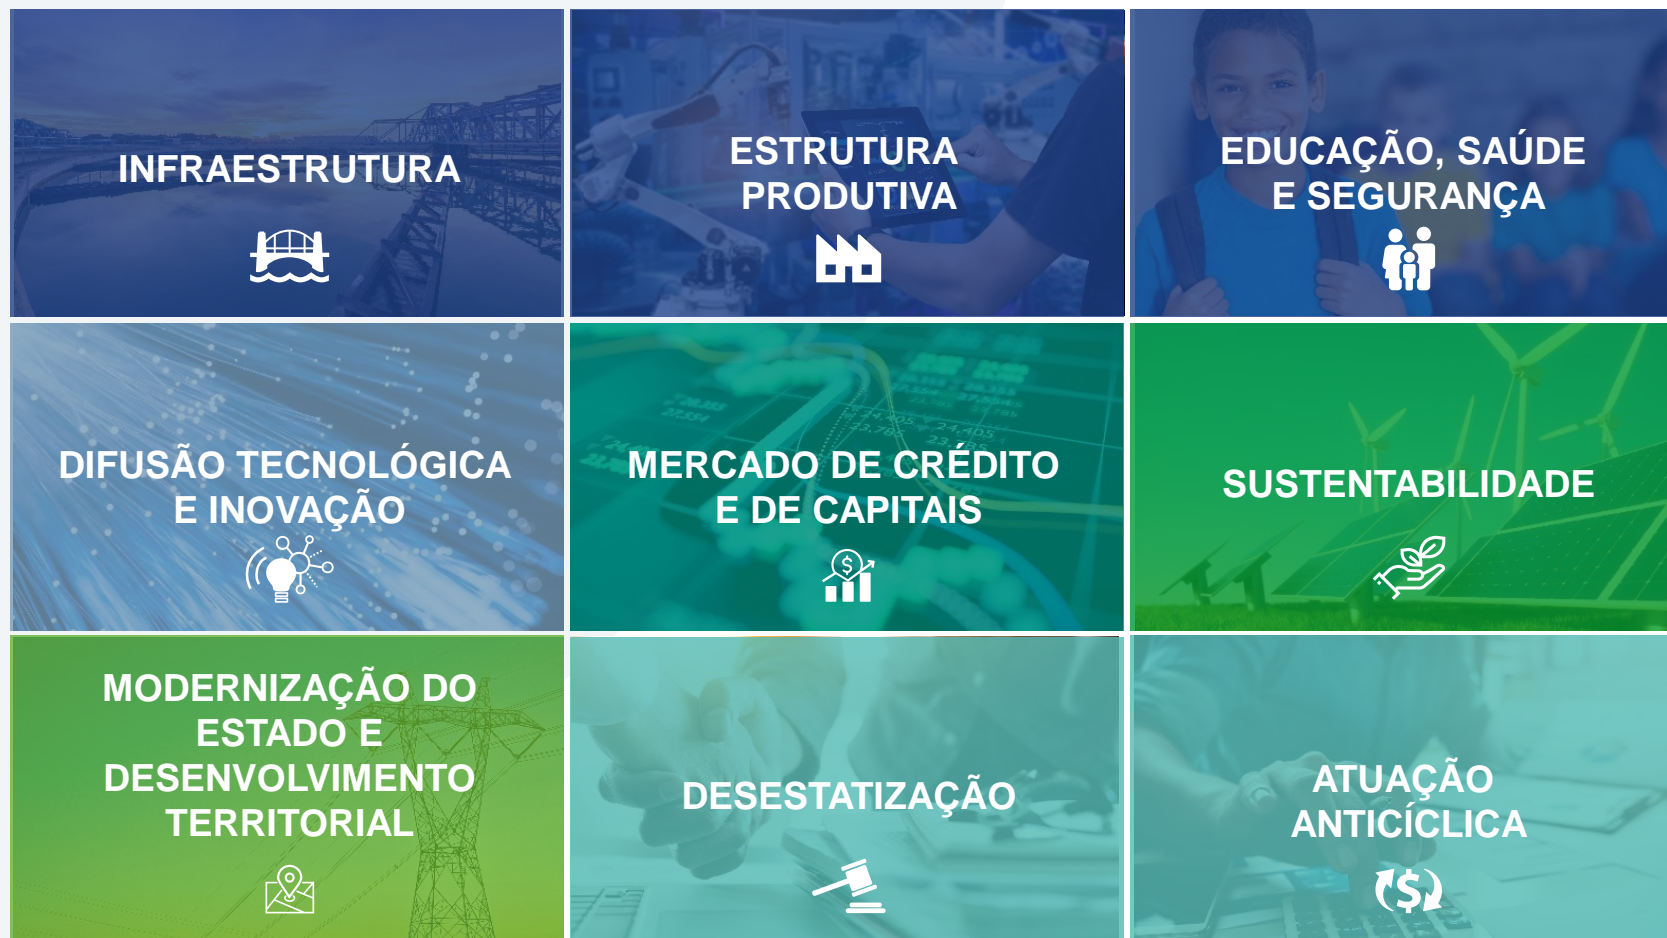 INFRAESTRUTURA
ESTRUTURA
PRODUTIVA
EDUCAÇÃO, SAÚDE
E SEGURANÇA
DIFUSÃO TECNOLÓGICA
E INOVAÇÃO
MERCADO DE CRÉDITO
E DE CAPITAIS
SUSTENTABILIDADE
MODERNIZAÇÃO DO
ESTADO E
DESENVOLVIMENTO
TERRITORIAL
DESESTATIZAÇÃO
ATUAÇÃO
ANTICÍCLICA